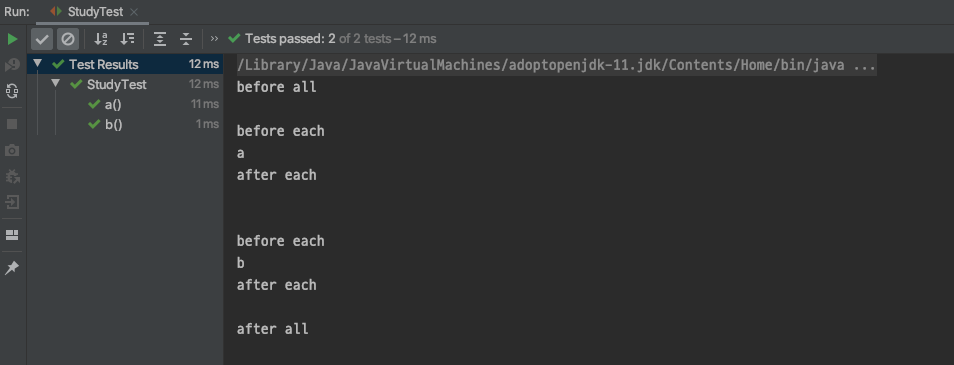 Run: StudyTest ×
Tests passed: 2 of 2 tests – 12 ms
Test Results 12 ms
StudyTest 12 ms
a() 11 ms
b() 1 ms
/Library/Java/JavaVirtualMachines/adoptopenjdk-11.jdk/Contents/Home/bin/java ...
before all
before each
a
after each
before each
b
after each
after all